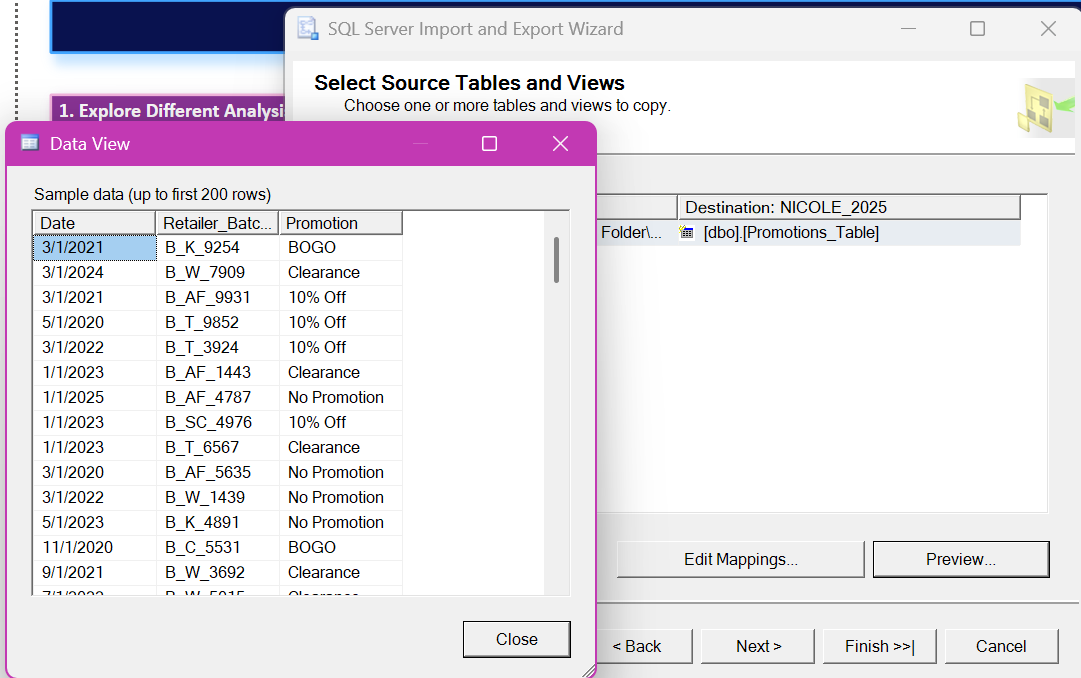 SQL Server Import and Export Wizard
Select Source Tables and Views
Choose one or more tables and views to copy.
1. Explore Different Analysi
Data View
Sample data (up to first 200 rows)
Date Retailer_Batc... Promotion
3/1/2021 B_K_9254 BOGO
3/1/2024 B_W_7909 Clearance
3/1/2021 B_AF_9931 10% Off
5/1/2020 B_T_9852 10% Off
3/1/2022 B_T_3924 10% Off
1/1/2023 B_AF_1443 Clearance
1/1/2025 B_AF_4787 No Promotion
1/1/2023 B_SC_4976 10% Off
1/1/2023 B_T_6567 Clearance
3/1/2020 B_AF_5635 No Promotion
3/1/2022 B_W_1439 No Promotion
5/1/2023 B_K_4891 No Promotion
11/1/2020 B_C_5531 BOGO
9/1/2021 B_W_3692 Clearance
Close
Destination: NICOLE_2025
Folder\... [dbo].[Promotions_Table]
Edit Mappings... Preview...
< Back Next > Finish >>| Cancel